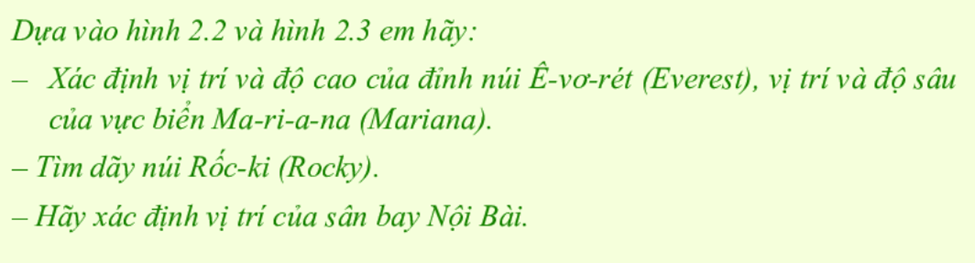 Dựa vào hình 2.2 và hình 2.3 em hãy:
– Xác định vị trí và độ cao của đỉnh núi Ê-vơ-rét (Everest), vị trí và độ sâu
của vực biển Ma-ri-a-na (Mariana).
– Tìm dãy núi Rốc-ki (Rocky).
– Hãy xác định vị trí của sân bay Nội Bài.